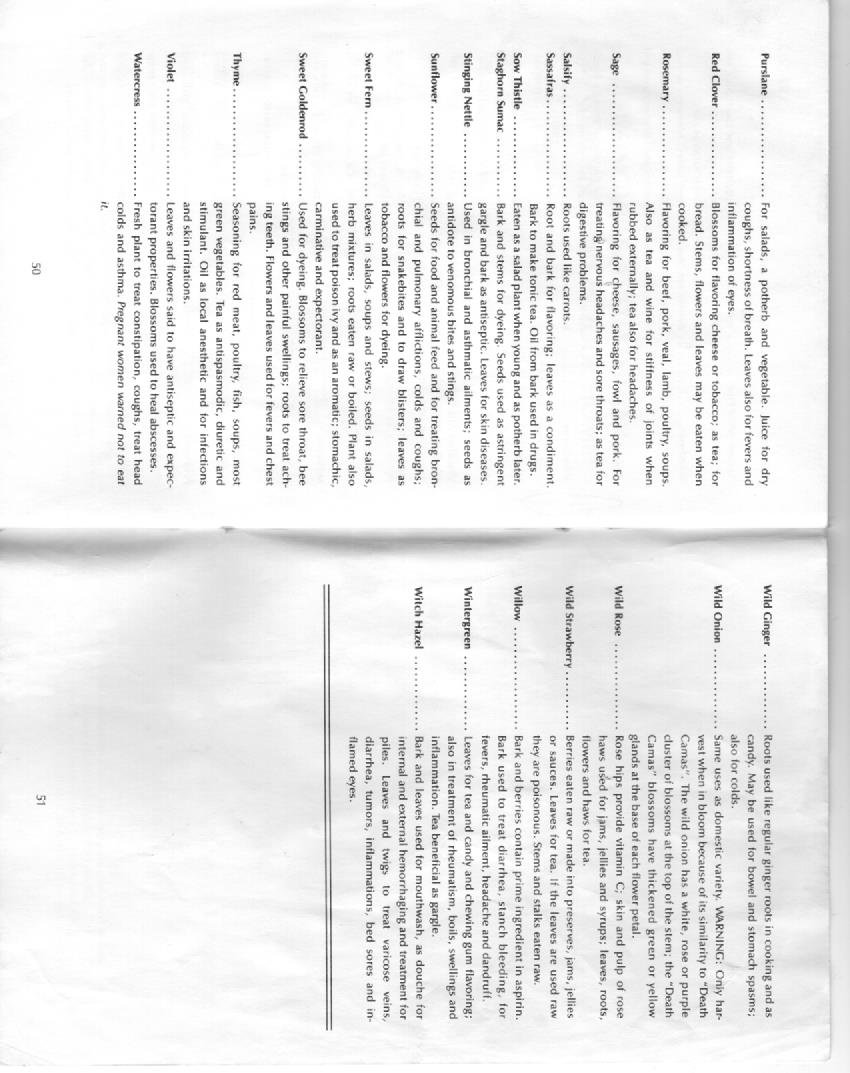 Purslane .................. For salads, a potherb and vegetable. Juice for dry
coughs, shortness of breath. Leaves also for fevers and
inflammation of eyes.
Red Clover ............... Blossoms for flavoring cheese or tobacco; as tea; for
bread. Stems, flowers and leaves may be eaten when
cooked.
Rosemary ................. Flavoring for beef, pork, veal, lamb, poultry, soups.
Also as tea and wine for stiffness of joints when
rubbed externally; tea also for headaches.
Sage .................... Flavoring for cheese, sausages, fowl and pork. For
treating nervous headaches and sore throats; as tea for
digestive problems.
Salsify .................... Roots used like carrots.
Sassafras.................. Root and bark for flavoring; leaves as a condiment.
Bark to make tonic tea. Oil from bark used in drugs.
Sow Thistle .............. Eaten as a salad plant when young and as potherb later.
Staghorn Sumac .......... Bark and stems for dyeing. Seeds used as astringent
gargle and bark as antiseptic. Leaves for skin diseases.
Stinging Nettle ........... Used in bronchial and asthmatic ailments; seeds as
antidote to venomous bites and stings.
Sunflower................. Seeds for food and animal feed and for treating bron-
chial and pulmonary afflictions, colds and coughs;
roots for snakebites and to draw blisters; leaves as
tobacco and flowers for dyeing.
Sweet Fern ............... Leaves in salads, soups and stews; seeds in salads,
herb mixtures; roots eaten raw or boiled. Plant also
used to treat poison ivy and as an aromatic; stomachic,
carminative and expectorant.
Sweet Goldenrod ......... Used for dyeing. Blossoms to relieve sore throat, bee
stings and other painful swellings; roots to treat ach-
ing teeth. Flowers and leaves used for fevers and chest
pains.
Thyme.................... Seasoning for red meat, poultry, fish, soups, most
green vegetables. Tea as antispasmodic, diuretic and
stimulant. Oil as local anesthetic and for infections
and skin irritations.
Violet .................... Leaves and flowers said to have antiseptic and expec-
torant properties. Blossoms used to heal abscesses.
Watercress ................ Fresh plant to treat constipation, coughs, treat head
colds and asthma. Pregnant women warned not to eat
it.
50
Wild Ginger .............. Roots used like regular ginger roots in cooking and as
candy. May be used for bowel and stomach spasms;
also for colds.
Wild Onion .............. Same uses as domestic variety. WARNING: Only har-
vest when in bloom because of its similarity to "Death
Camas". The wild onion has a white, rose or purple
cluster of blossoms at the top of the stem; the "Death
Camas" blossoms have thickened green or yellow
glands at the base of each flower petal.
Wild Rose ............... Rose hips provide vitamin C; skin and pulp of rose
haws used for jams, jellies and syrups; leaves, roots,
flowers and haws for tea.
Wild Strawberry .......... Berries eaten raw or made into preserves, jams, jellies
or sauces. Leaves for tea. If the leaves are used raw
they are poisonous. Stems and stalks eaten raw.
Willow .................. Bark and berries contain prime ingredient in aspirin.
Bark used to treat diarrhea, stanch bleeding, for
fevers, rheumatic ailment, headache and dandruff.
Wintergreen ............. Leaves for tea and candy and chewing gum flavoring;
also in treatment of rheumatism, boils, swellings and
inflammation. Tea beneficial as gargle.
Witch Hazel ............. Bark and leaves used for mouthwash, as douche for
internal and external hemorrhaging and treatment for
piles. Leaves and twigs to treat varicose veins,
diarrhea, tumors, inflammations, bed sores and in-
flamed eyes.
51